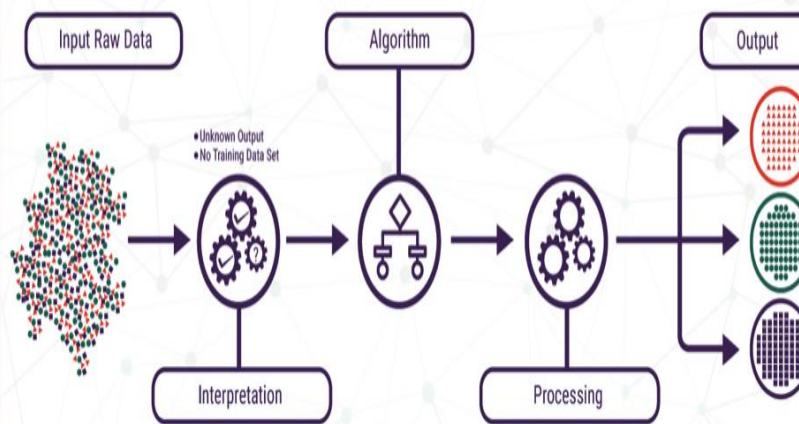 Input Raw Data
Algorithm
Output
•Unknown Output
•No Training Data Set
?
Interpretation
Processing